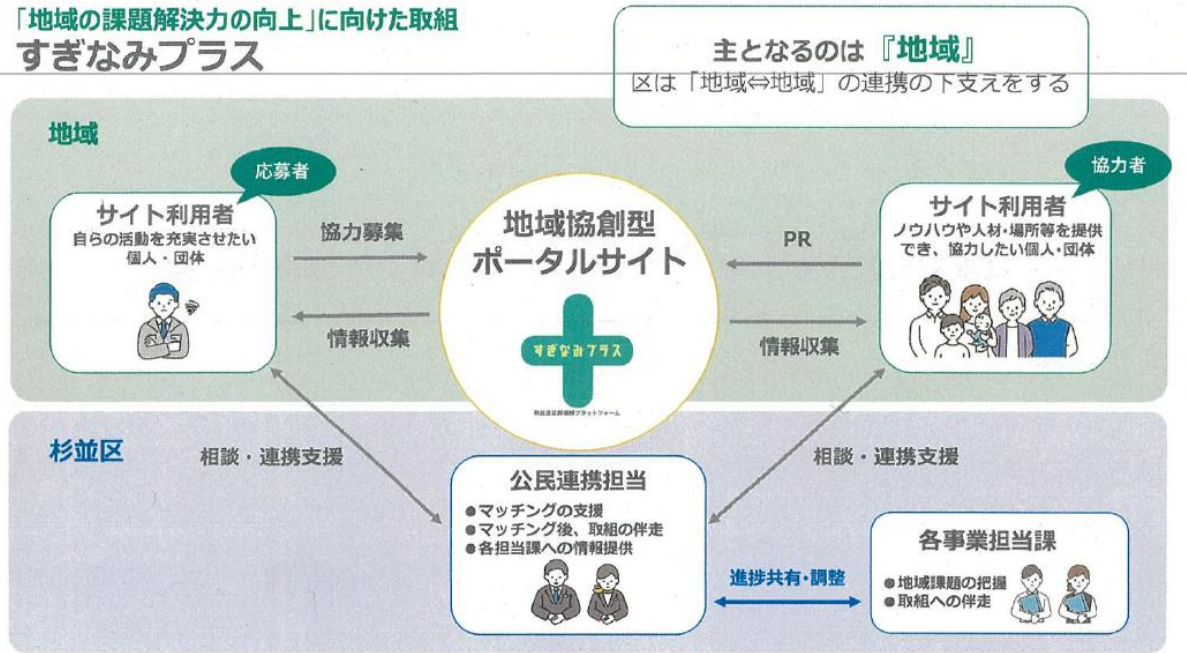 「地域の課題解決力の向上」に向けた取組
すぎなみプラス
主となるのは『地域』
区は「地域⇔地域」の連携の下支えをする
地域
応募者
サイト利用者
自らの活動を充実させたい
個人・団体
協力募集
情報収集
地域協創型
ポータルサイト
すぎなみプラス
PR
情報収集
協力者
サイト利用者
ノウハウや人材・場所等を提供
でき、協力したい個人・団体
杉並区
相談・連携支援
公民連携担当
●マッチングの支援
●マッチング後、取組の伴走
●各担当課への情報提供
相談・連携支援
進捗共有・調整
各事業担当課
●地域課題の把握
●取組への伴走